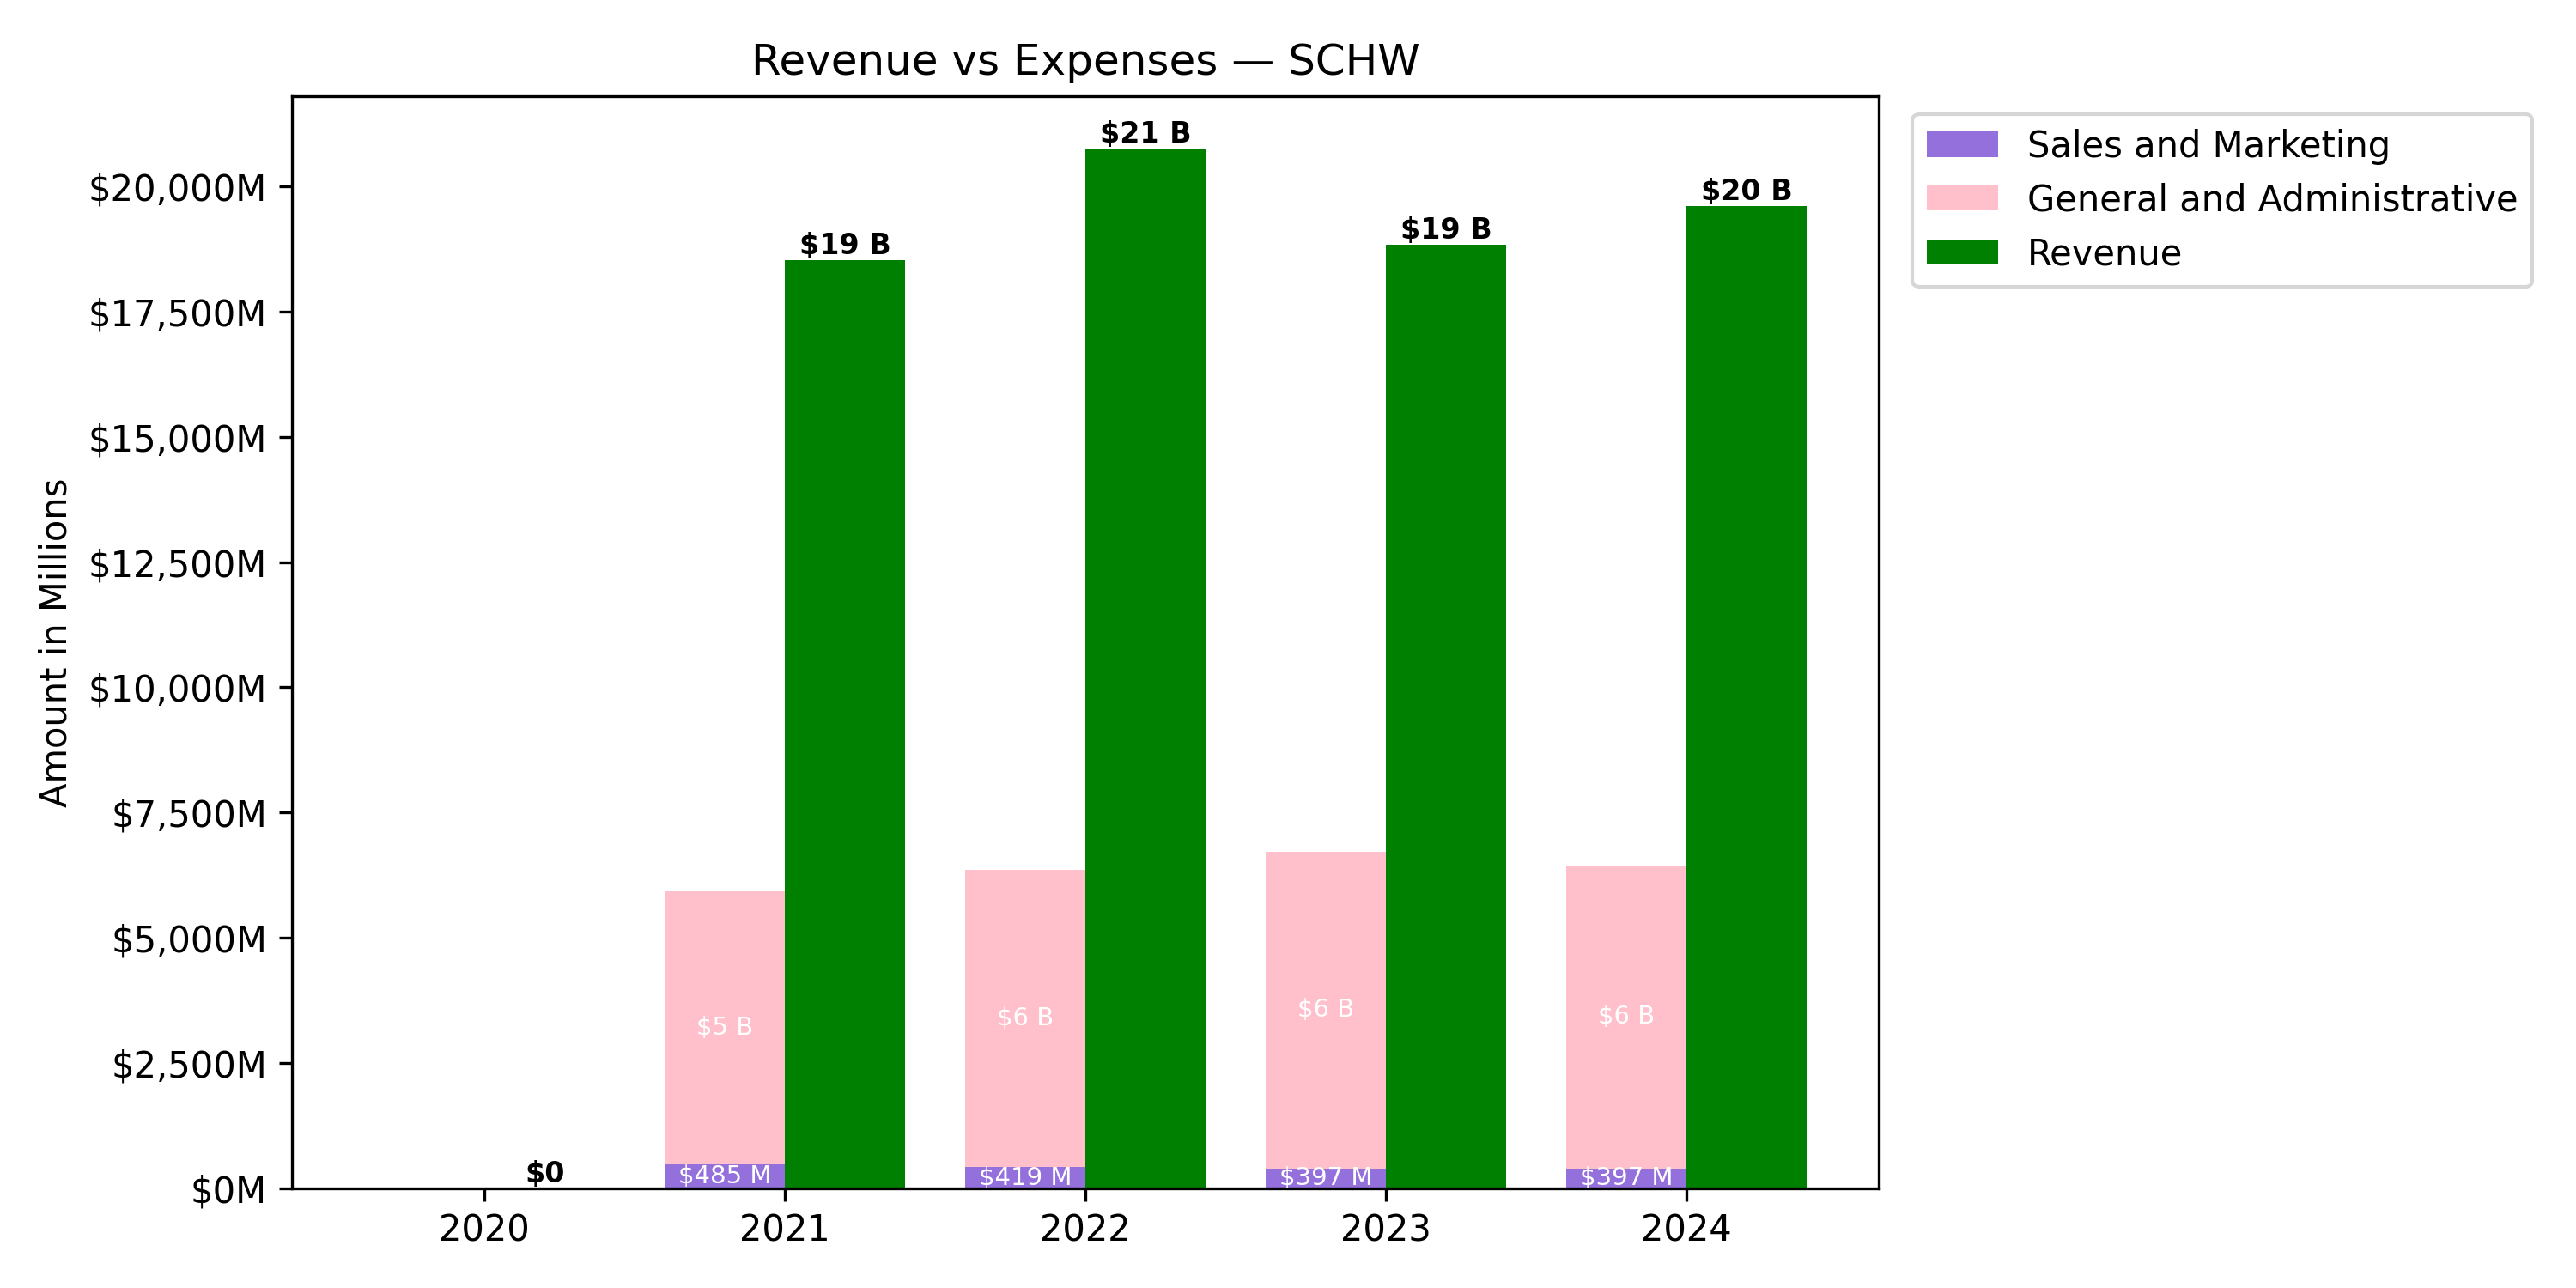 Revenue vs Expenses — SCHW
Sales and Marketing
General and Administrative
Revenue
Amount in Millions
$20,000M
$17,500M
$15,000M
$12,500M
$10,000M
$7,500M
$5,000M
$2,500M
$0M
$0
$19 B
$21 B
$19 B
$20 B
$5 B
$6 B
$6 B
$6 B
$485 M
$419 M
$397 M
$397 M
2020
2021
2022
2023
2024